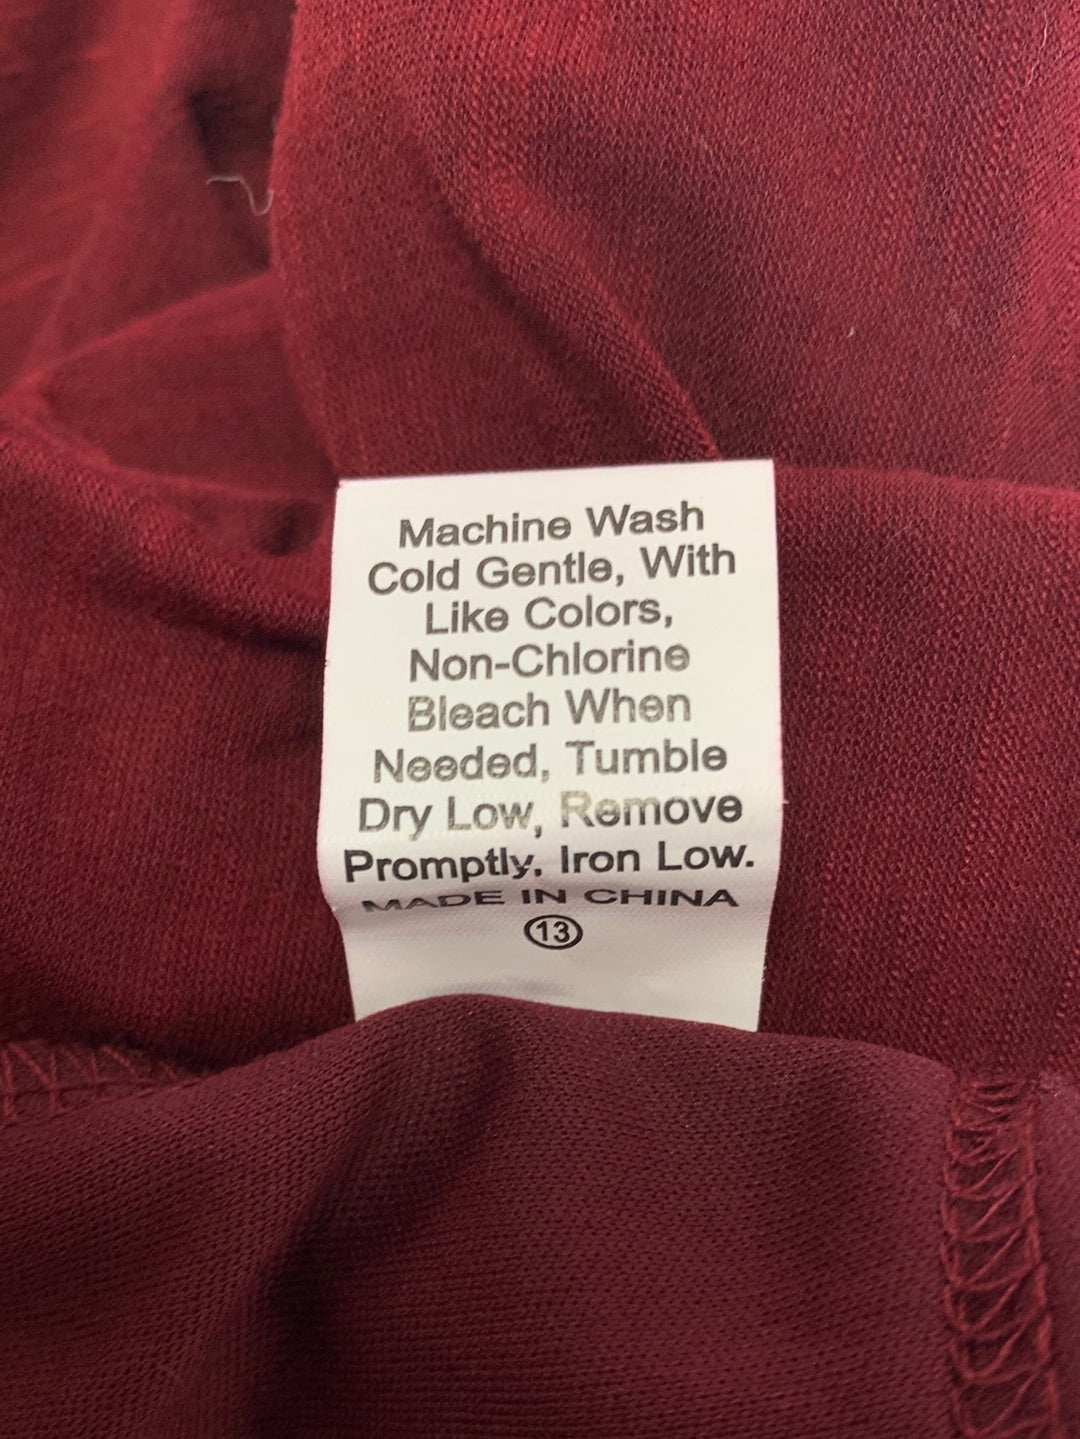 Machine Wash
Cold Gentle, With
Like Colors,
Non-Chlorine
Bleach When
Needed, Tumble
Dry Low, Remove
Promptly. Iron Low.
MADE IN CHINA
13